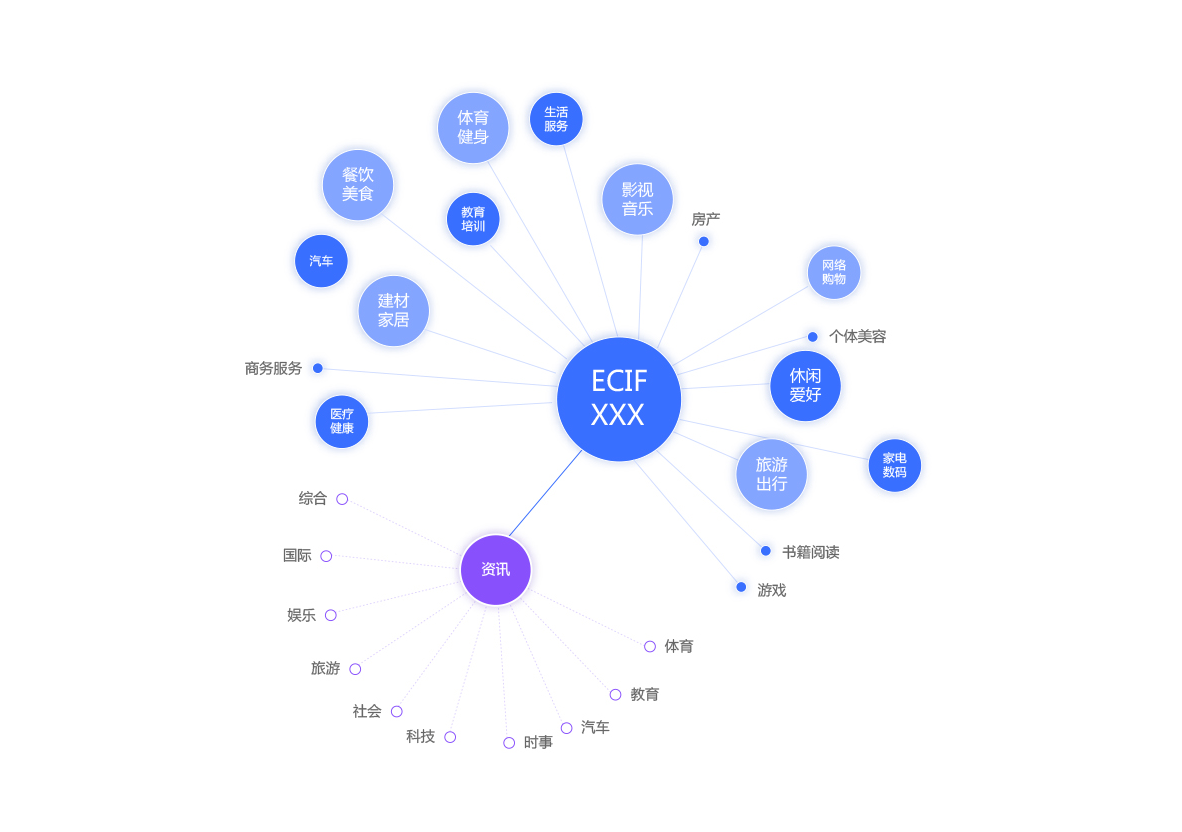 体育
健身
生活
服务
餐饮
美食
影视
音乐
教育
培训
房产
汽车
网络
购物
建材
家居
个体美容
商务服务
ECIF
XXX
休闲
爱好
医疗
健康
旅游
出行
家电
数码
综合
国际
资讯
书籍阅读
游戏
娱乐
旅游
体育
社会
教育
科技
时事
汽车